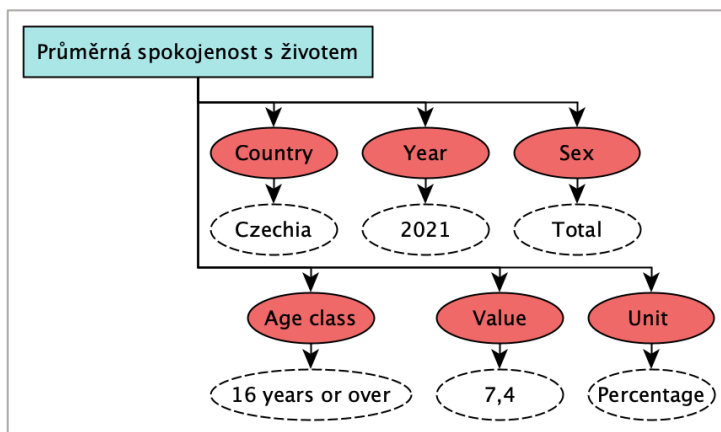 Průměrná spokojenost s životem
Country
Year
Sex
Czechia
2021
Total
Age class
Value
Unit
16 years or over
7,4
Percentage